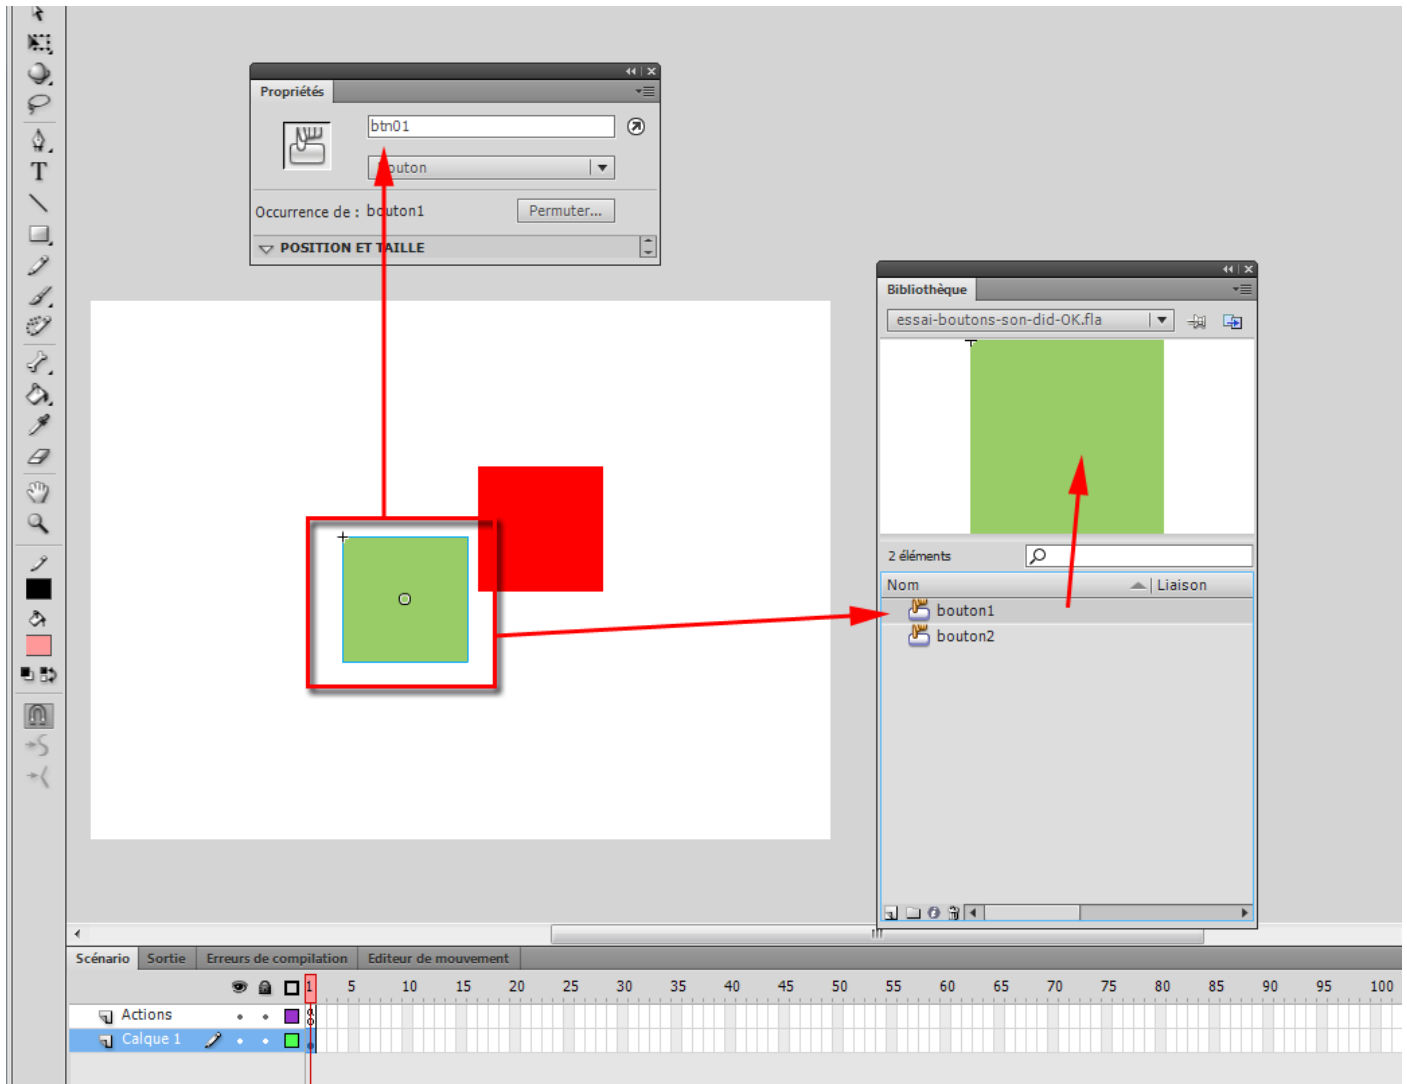 Propriétés
btn01
Bouton
Occurrence de : bouton1
Permuter...
POSITION ET TAILLE
Bibliothèque
essai-boutons-son-did-OK.fla
2 éléments
Nom Liaison
bouton1
bouton2
T
Scénario Sortie Erreurs de compilation Editeur de mouvement
1 5 10 15 20 25 30 35 40 45 50 55 60 65 70 75 80 85 90 95 100
Actions
Calque 1